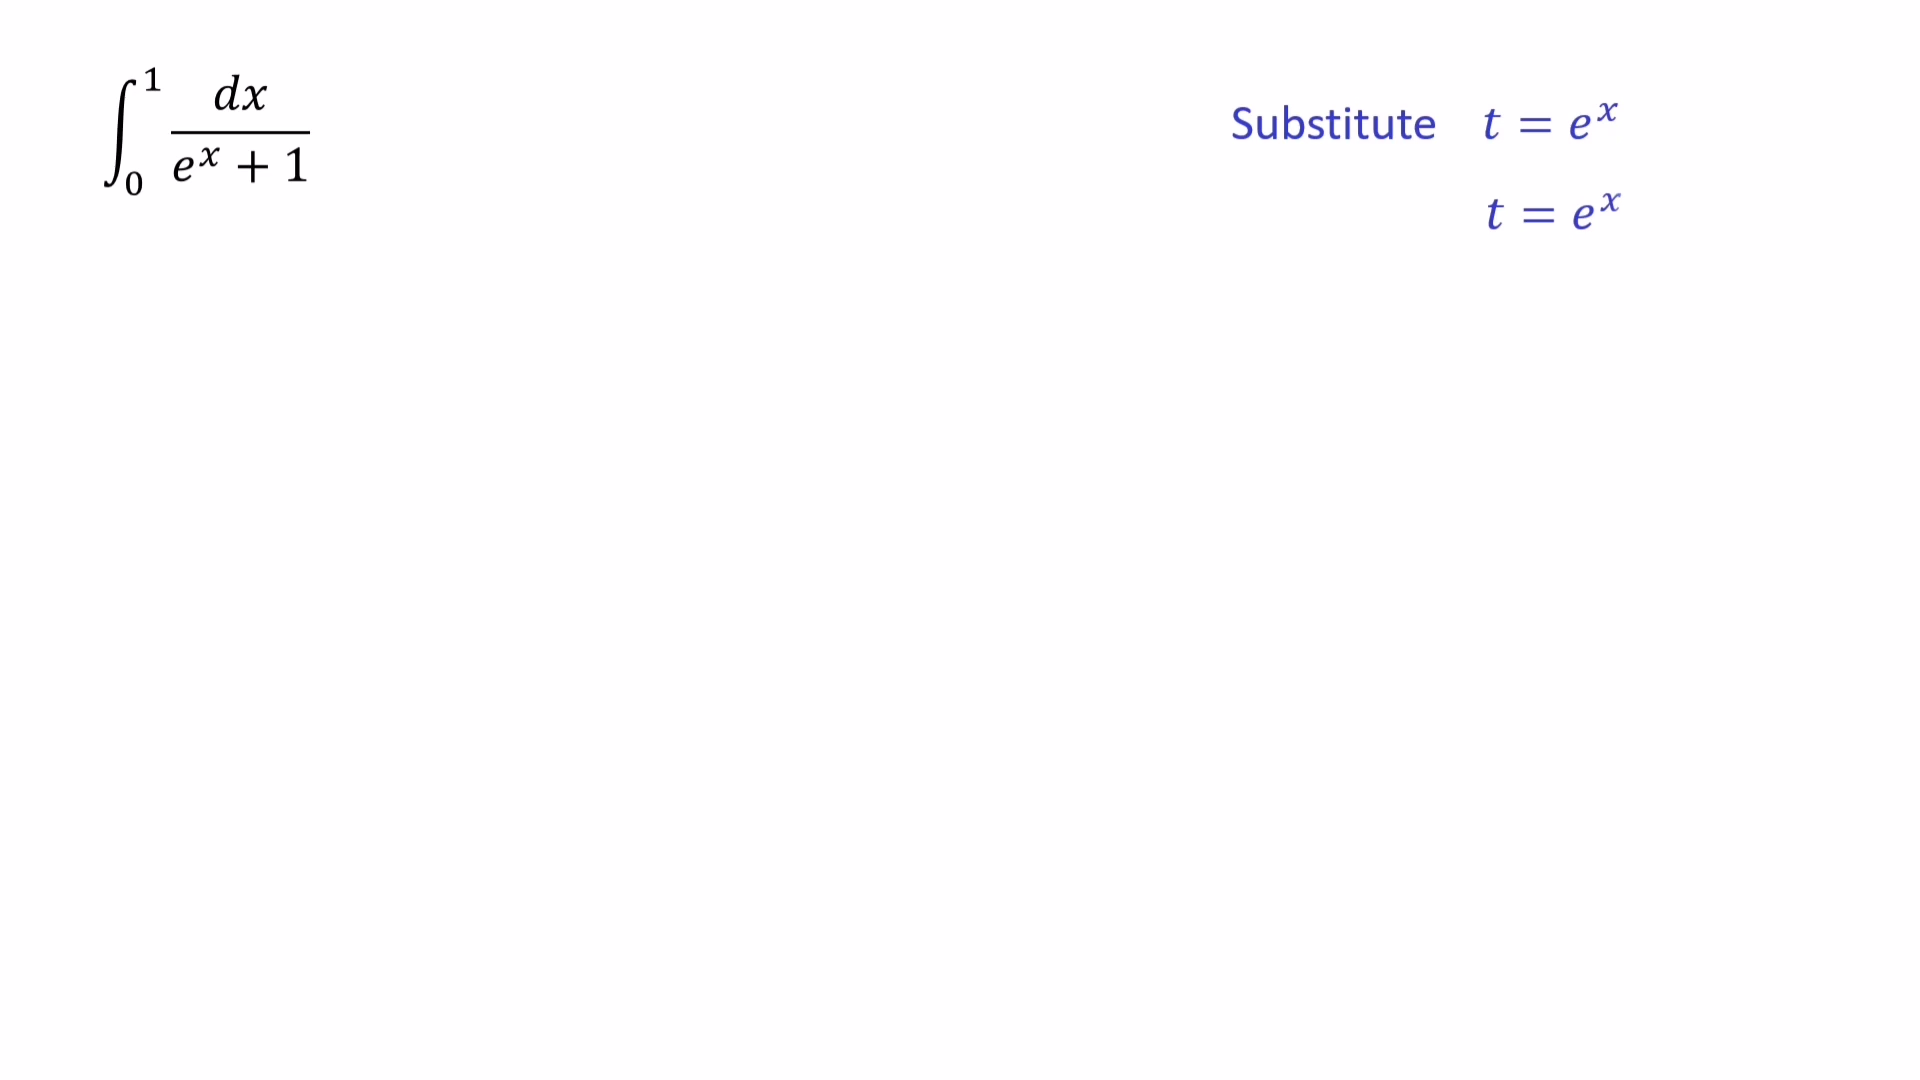 ∫₀¹ dx / (eˣ + 1)
Substitute t = eˣ
t = eˣ